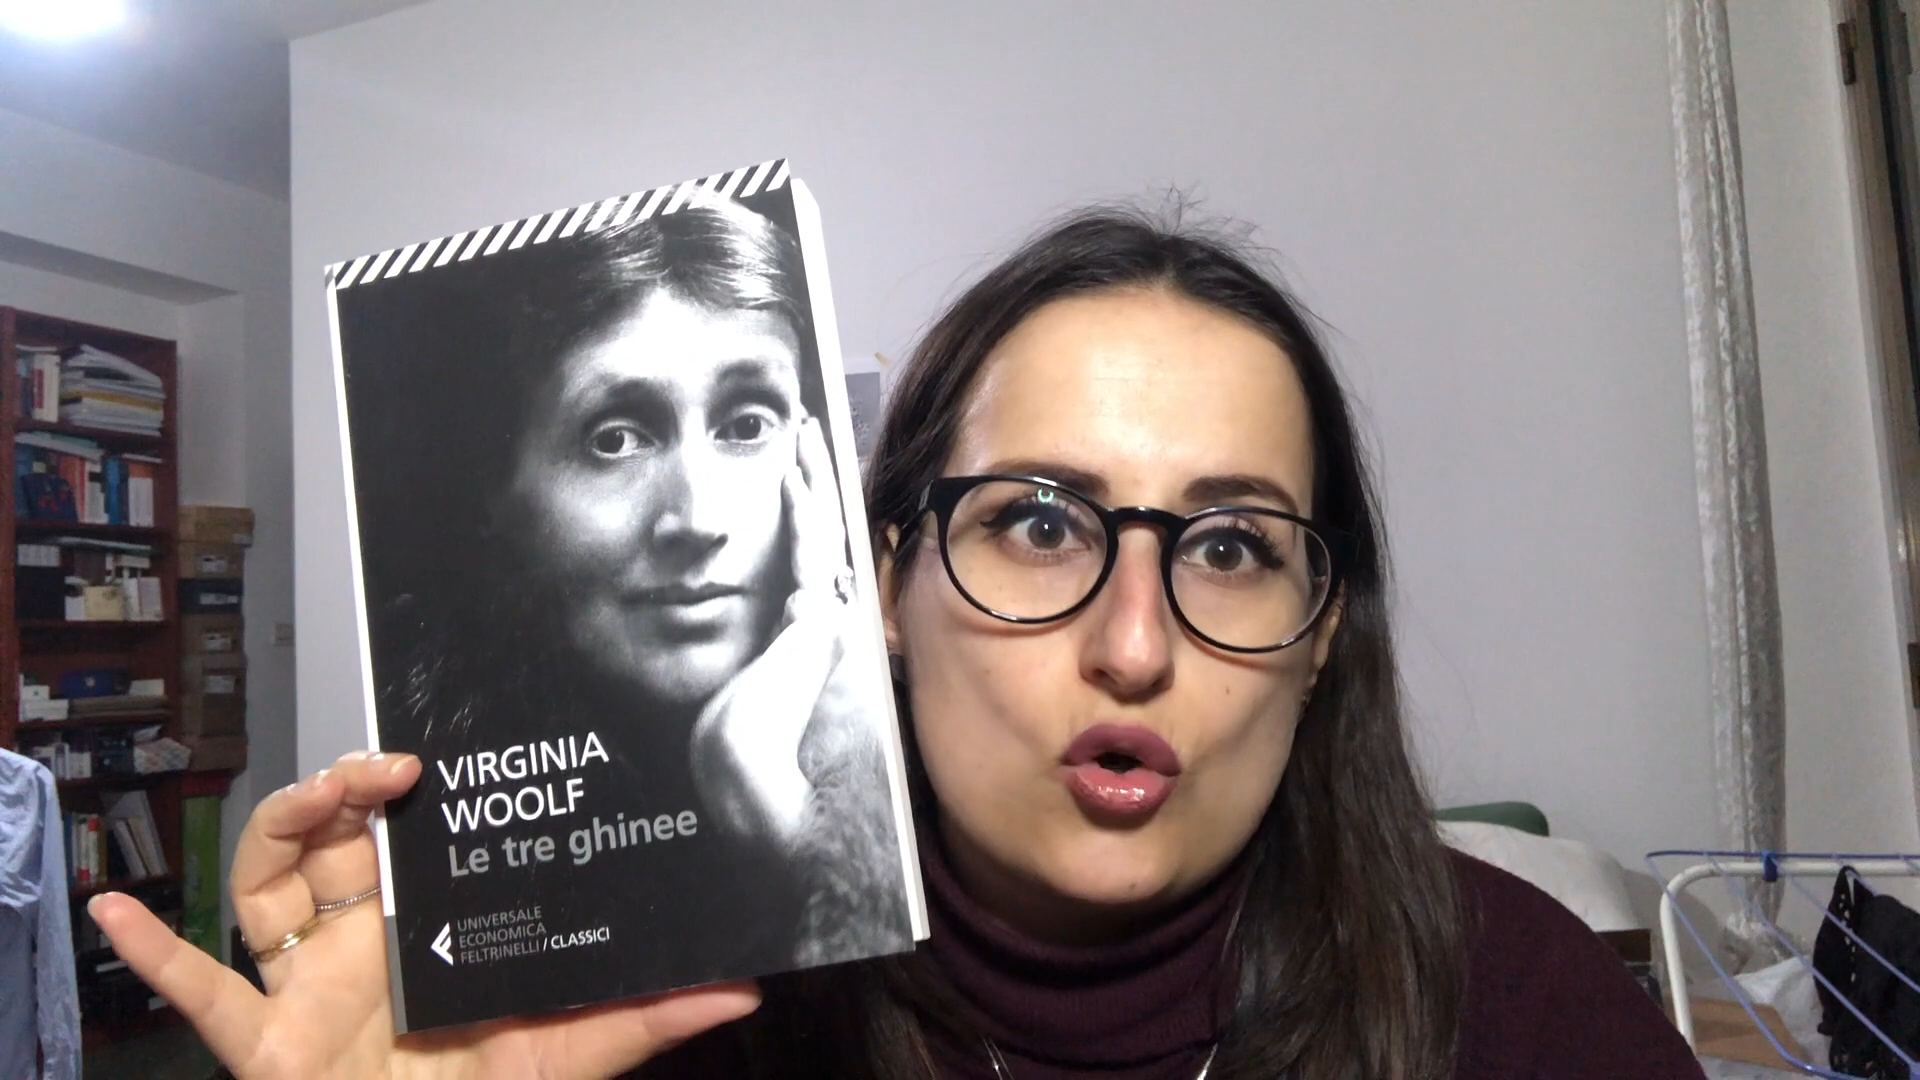 VIRGINIA
WOOLF
Le tre ghinee
UNIVERSALE
ECONOMICA
FELTRINELLI/CLASSICI